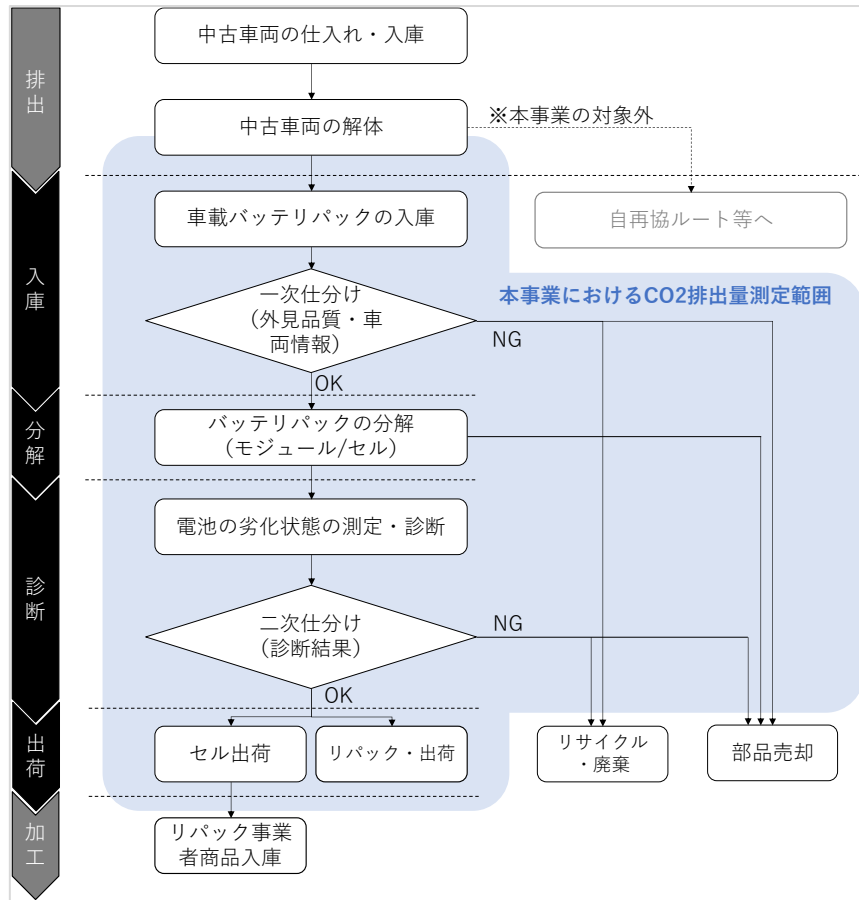 中古車両の仕入れ・入庫
排出
中古車両の解体
※本事業の対象外
車載バッテリパックの入庫
自再協ルート等へ
入庫
一次仕分け
(外見品質・車
両情報)
本事業におけるCO2排出量測定範囲
NG
OK
分解
バッテリパックの分解
(モジュール/セル)
電池の劣化状態の測定・診断
診断
二次仕分け
(診断結果)
NG
OK
出荷
セル出荷
リパック・出荷
リサイクル
・廃棄
部品売却
加工
リパック事業
者商品入庫